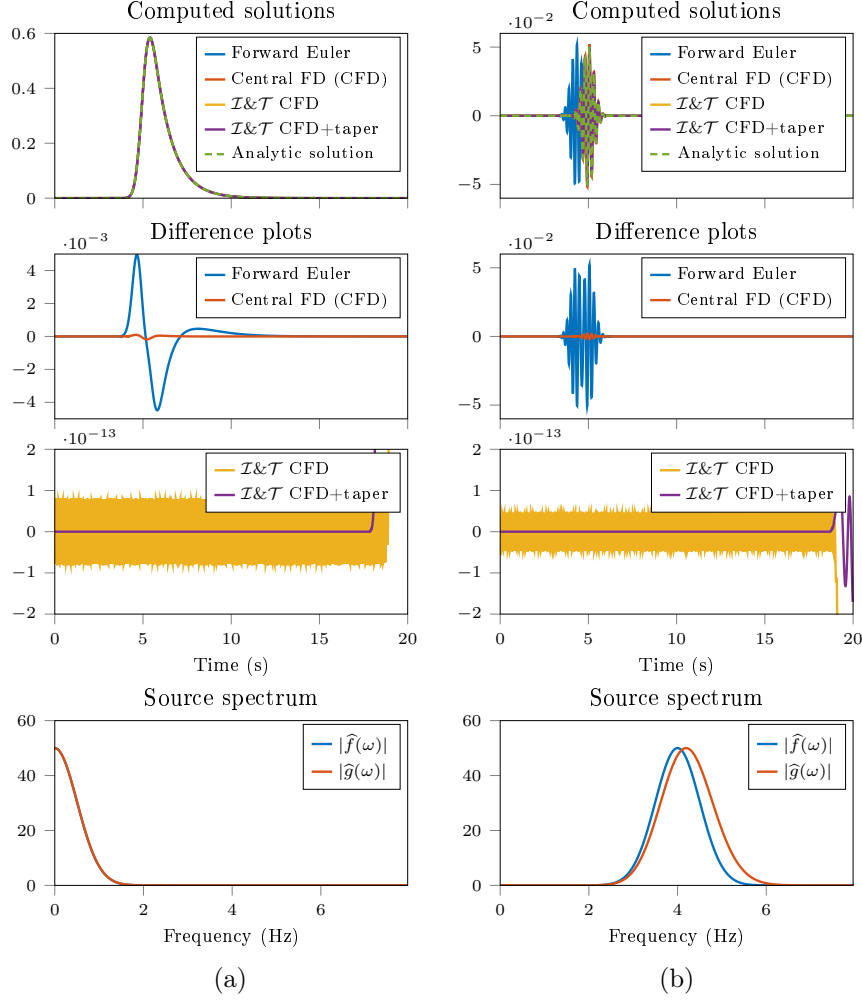 Computed solutions
0.6
0.4
0.2
0
Forward Euler
Central FD (CFD)
I&T CFD
I&T CFD+taper
Analytic solution
Difference plots
·10⁻³
4
2
0
−2
−4
Forward Euler
Central FD (CFD)
·10⁻¹³
2
1
0
−1
−2
I&T CFD
I&T CFD+taper
0
5
10
15
20
Time (s)
Source spectrum
60
40
20
0
|f̂(ω)|
|ĝ(ω)|
0
2
4
6
Frequency (Hz)
(a)
Computed solutions
·10⁻²
5
0
−5
Forward Euler
Central FD (CFD)
I&T CFD
I&T CFD+taper
Analytic solution
Difference plots
·10⁻²
5
0
−5
Forward Euler
Central FD (CFD)
·10⁻¹³
2
1
0
−1
−2
I&T CFD
I&T CFD+taper
0
5
10
15
20
Time (s)
Source spectrum
60
40
20
0
|f̂(ω)|
|ĝ(ω)|
0
2
4
6
Frequency (Hz)
(b)